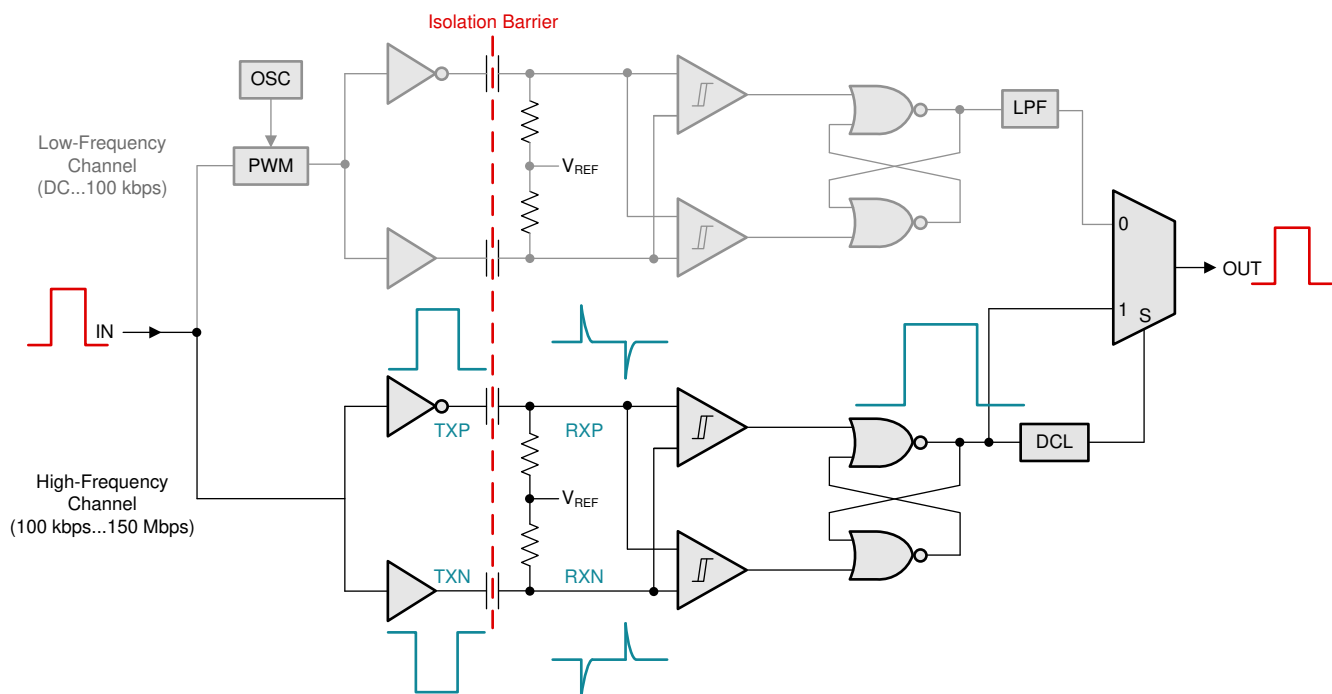 Isolation Barrier
OSC
Low-Frequency
Channel
(DC...100 kbps)
PWM
VREF
LPF
0
1
S
OUT
IN
TXP
RXP
DCL
High-Frequency
Channel
(100 kbps...150 Mbps)
VREF
TXN
RXN